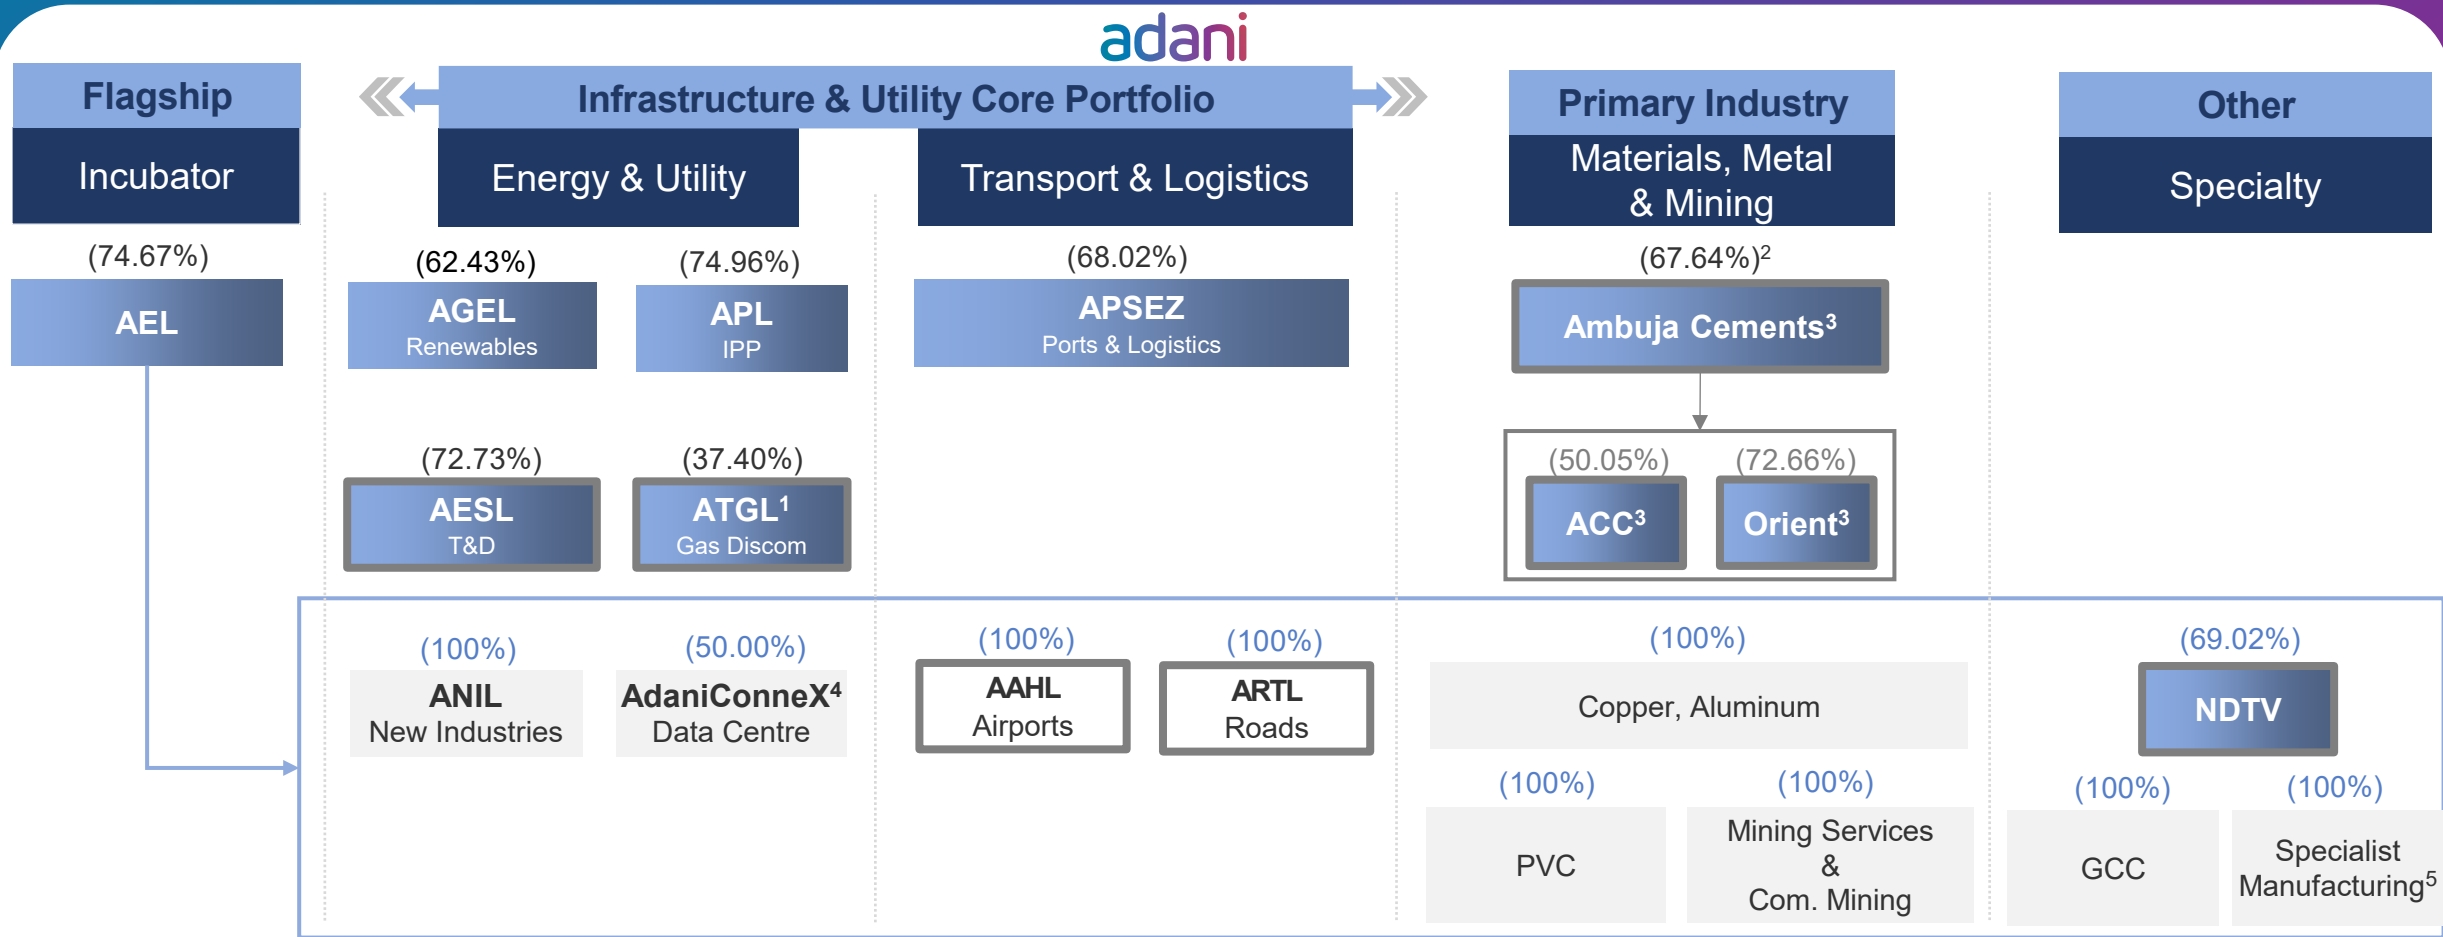 adani
Flagship
Infrastructure & Utility Core Portfolio
Primary Industry
Other
Incubator
Energy & Utility
Transport & Logistics
Materials, Metal
& Mining
Specialty
(74.67%)
AEL
(62.43%)
AGEL
Renewables
(74.96%)
APL
IPP
(68.02%)
APSEZ
Ports & Logistics
(67.64%)²
Ambuja Cements³
(72.73%)
AESL
T&D
(37.40%)
ATGL¹
Gas Discom
(50.05%)
ACC³
(72.66%)
Orient³
(100%)
ANIL
New Industries
(50.00%)
AdaniConneX⁴
Data Centre
(100%)
AAHL
Airports
(100%)
ARTL
Roads
(100%)
Copper, Aluminum
(69.02%)
NDTV
(100%)
PVC
(100%)
Mining Services
&
Com. Mining
(100%)
GCC
(100%)
Specialist
Manufacturing⁵